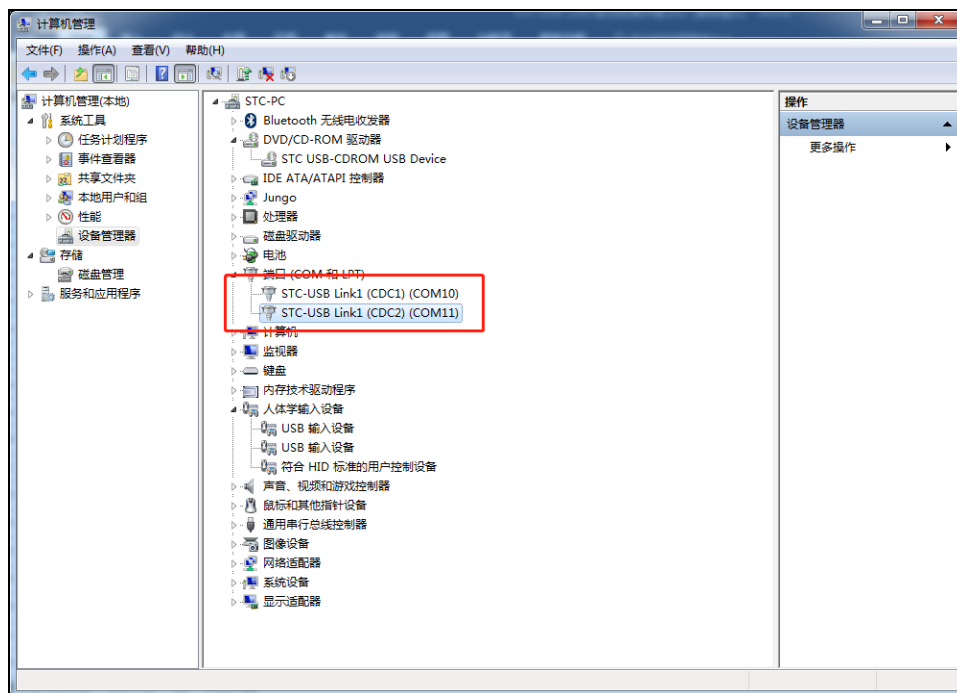 计算机管理
文件(F) 操作(A) 查看(V) 帮助(H)
计算机管理(本地)
系统工具
任务计划程序
事件查看器
共享文件夹
本地用户和组
性能
设备管理器
存储
磁盘管理
服务和应用程序
STC-PC
Bluetooth 无线电收发器
DVD/CD-ROM 驱动器
STC USB-CDROM USB Device
IDE ATA/ATAPI 控制器
Jungo
处理器
磁盘驱动器
电池
端口 (COM 和 LPT)
STC-USB Link1 (CDC1) (COM10)
STC-USB Link1 (CDC2) (COM11)
计算机
监视器
键盘
内存技术驱动程序
人体学输入设备
USB 输入设备
USB 输入设备
符合 HID 标准的用户控制设备
声音、视频和游戏控制器
鼠标和其他指针设备
通用串行总线控制器
图像设备
网络适配器
系统设备
显示适配器
操作
设备管理器
更多操作